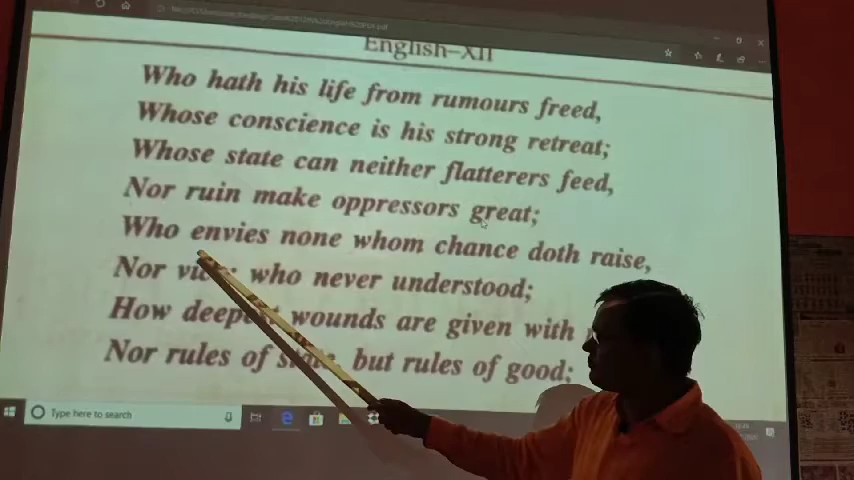 English-XII
Who hath his life from rumours freed,
Whose conscience is his strong retreat;
Whose state can neither flatterers feed,
Nor ruin make oppressors great;
Who envies none whom chance doth raise,
Nor who never understood;
How wounds are given with
Nor rules of state, but rules of good;
Type here to search